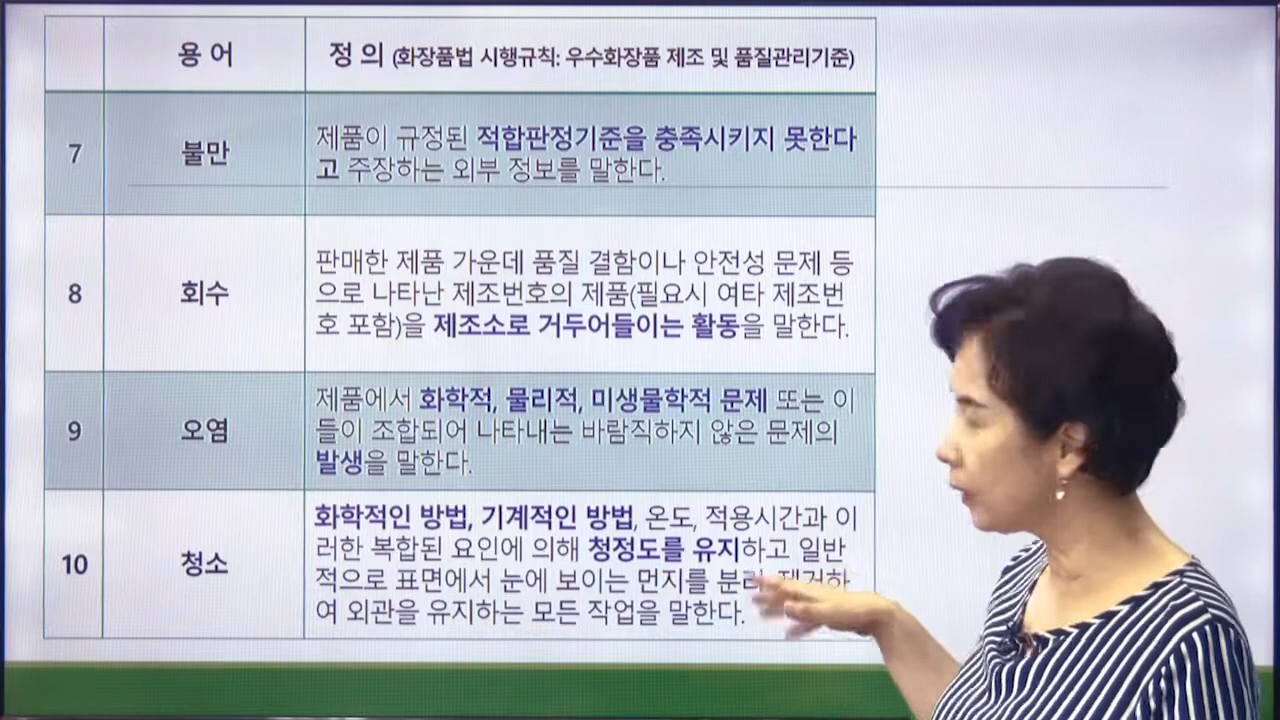 용 어
정 의 (화장품법 시행규칙: 우수화장품 제조 및 품질관리기준)
7
불만
제품이 규정된 적합판정기준을 충족시키지 못한다
고 주장하는 외부 정보를 말한다.
8
회수
판매한 제품 가운데 품질 결함이나 안전성 문제 등
으로 나타난 제조번호의 제품(필요시 여타 제조번
호 포함)을 제조소로 거두어들이는 활동을 말한다.
9
오염
제품에서 화학적, 물리적, 미생물학적 문제 또는 이
들이 조합되어 나타내는 바람직하지 않은 문제의
발생을 말한다.
10
청소
화학적인 방법, 기계적인 방법, 온도, 적용시간과 이
러한 복합된 요인에 의해 청정도를 유지하고 일반
적으로 표면에서 눈에 보이는 먼지를 분리, 제거하
여 외관을 유지하는 모든 작업을 말한다.